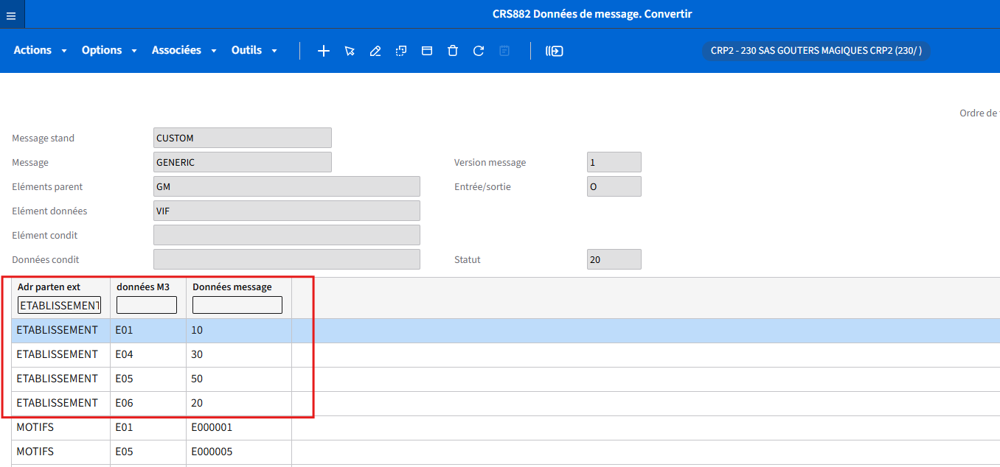 CRS882 Données de message. Convertir
Actions Options Associées Outils CRP2 - 230 SAS GOUTERS MAGIQUES CRP2 (230/ )
Ordre de
Message stand CUSTOM
Message GENERIC Version message 1
Eléments parent GM Entrée/sortie O
Elément données VIF
Elément condit
Données condit Statut 20
Adr parten ext données M3 Données message
ETABLISSEMENT
ETABLISSEMENT E01 10
ETABLISSEMENT E04 30
ETABLISSEMENT E05 50
ETABLISSEMENT E06 20
MOTIFS E01 E000001
MOTIFS E05 E000005